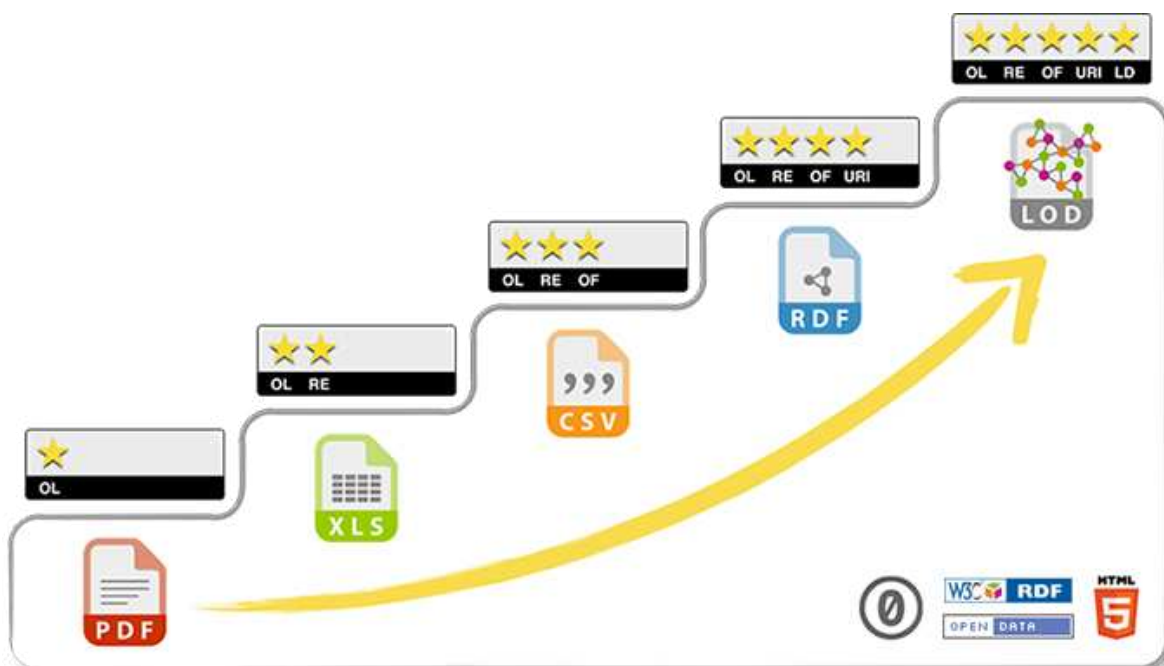 OL RE OF URI LD
OL RE OF URI
LOD
OL RE OF
RDF
OL RE
CSV
OL
XLS
PDF
0
W3C RDF
OPEN DATA
HTML
5